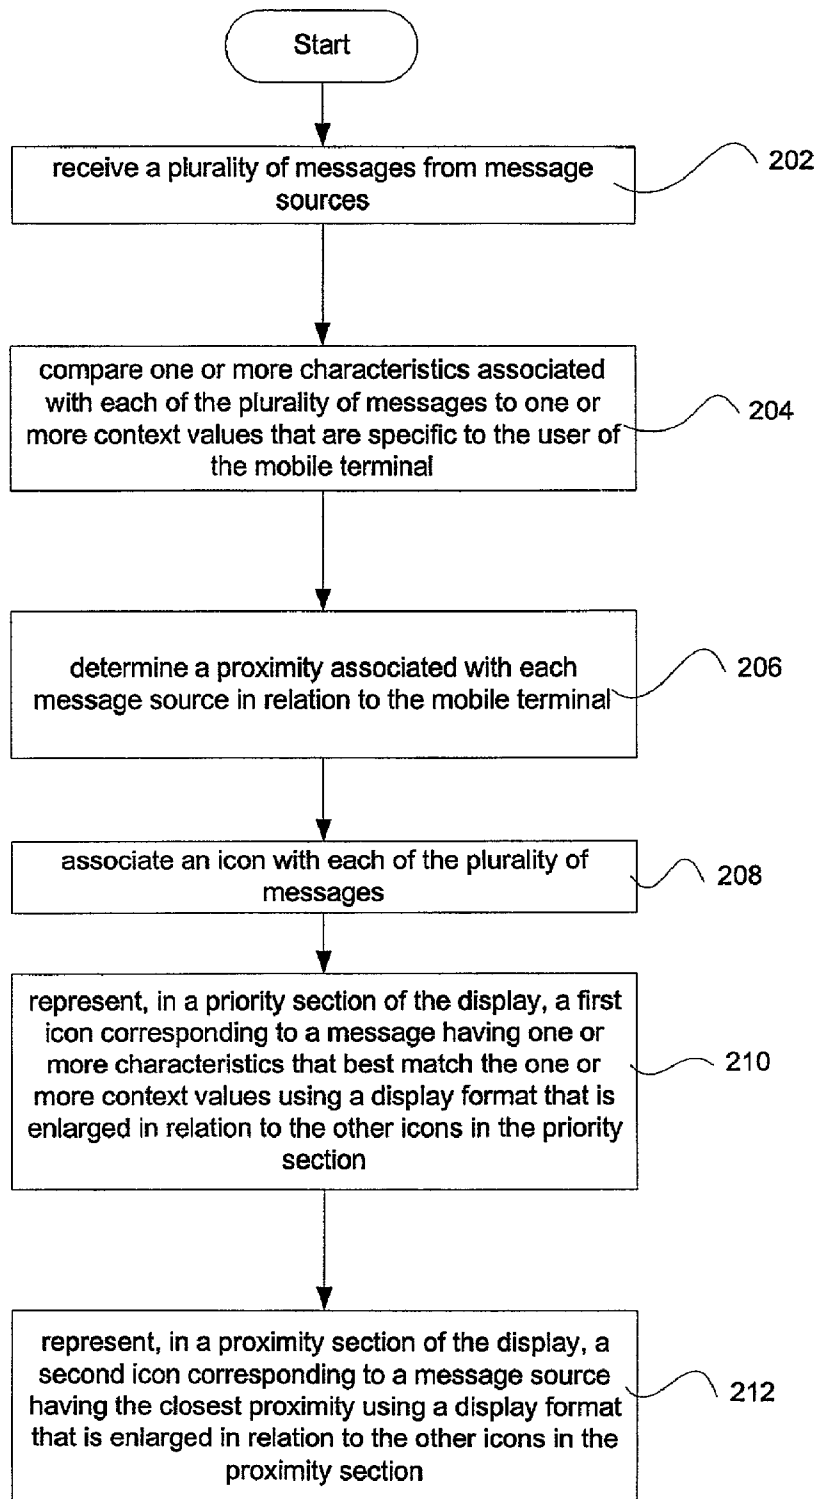 Start
receive a plurality of messages from message
sources
202
compare one or more characteristics associated
with each of the plurality of messages to one or
more context values that are specific to the user of
the mobile terminal
204
determine a proximity associated with each
message source in relation to the mobile terminal
206
associate an icon with each of the plurality of
messages
208
represent, in a priority section of the display, a first
icon corresponding to a message having one or
more characteristics that best match the one or
more context values using a display format that is
enlarged in relation to the other icons in the priority
section
210
represent, in a proximity section of the display, a
second icon corresponding to a message source
having the closest proximity using a display format
that is enlarged in relation to the other icons in the
proximity section
212